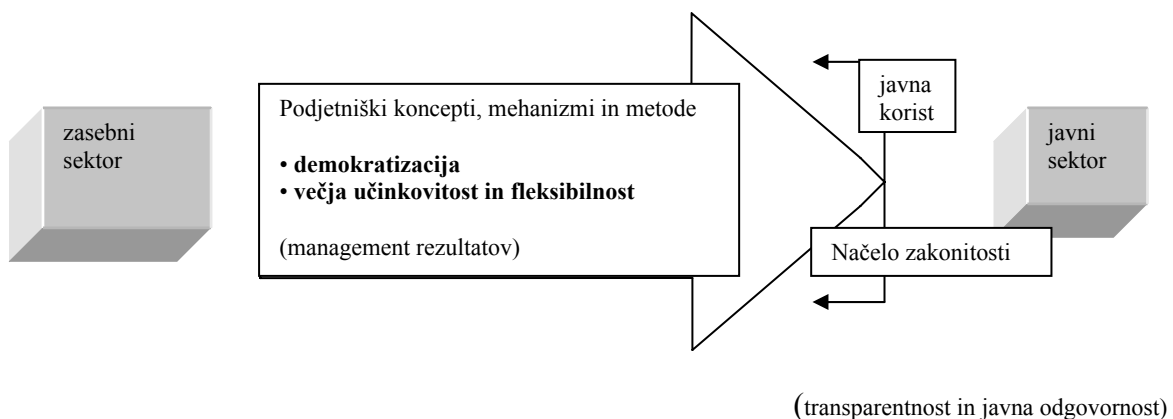 zasebni
sektor
Podjetniški koncepti, mehanizmi in metode
• demokratizacija
• večja učinkovitost in fleksibilnost
(management rezultatov)
javna
korist
javni
sektor
Načelo zakonitosti
(transparentnost in javna odgovornost)